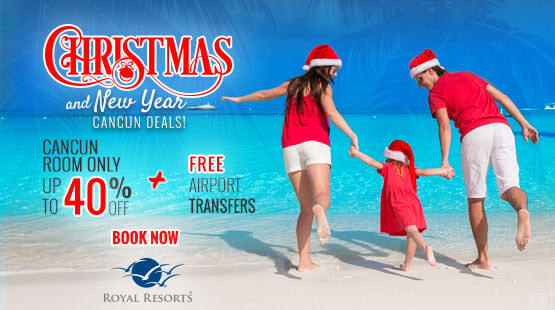 CHRISTMAS
and New Year
CANCUN DEALS!
CANCUN
ROOM ONLY
UP TO 40% OFF
+
FREE
AIRPORT
TRANSFERS
BOOK NOW
ROYAL RESORTS®